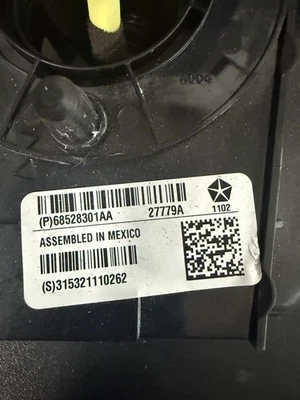 (P)68528301AA 27779A
1102
ASSEMBLED IN MEXICO
(S)315321110262